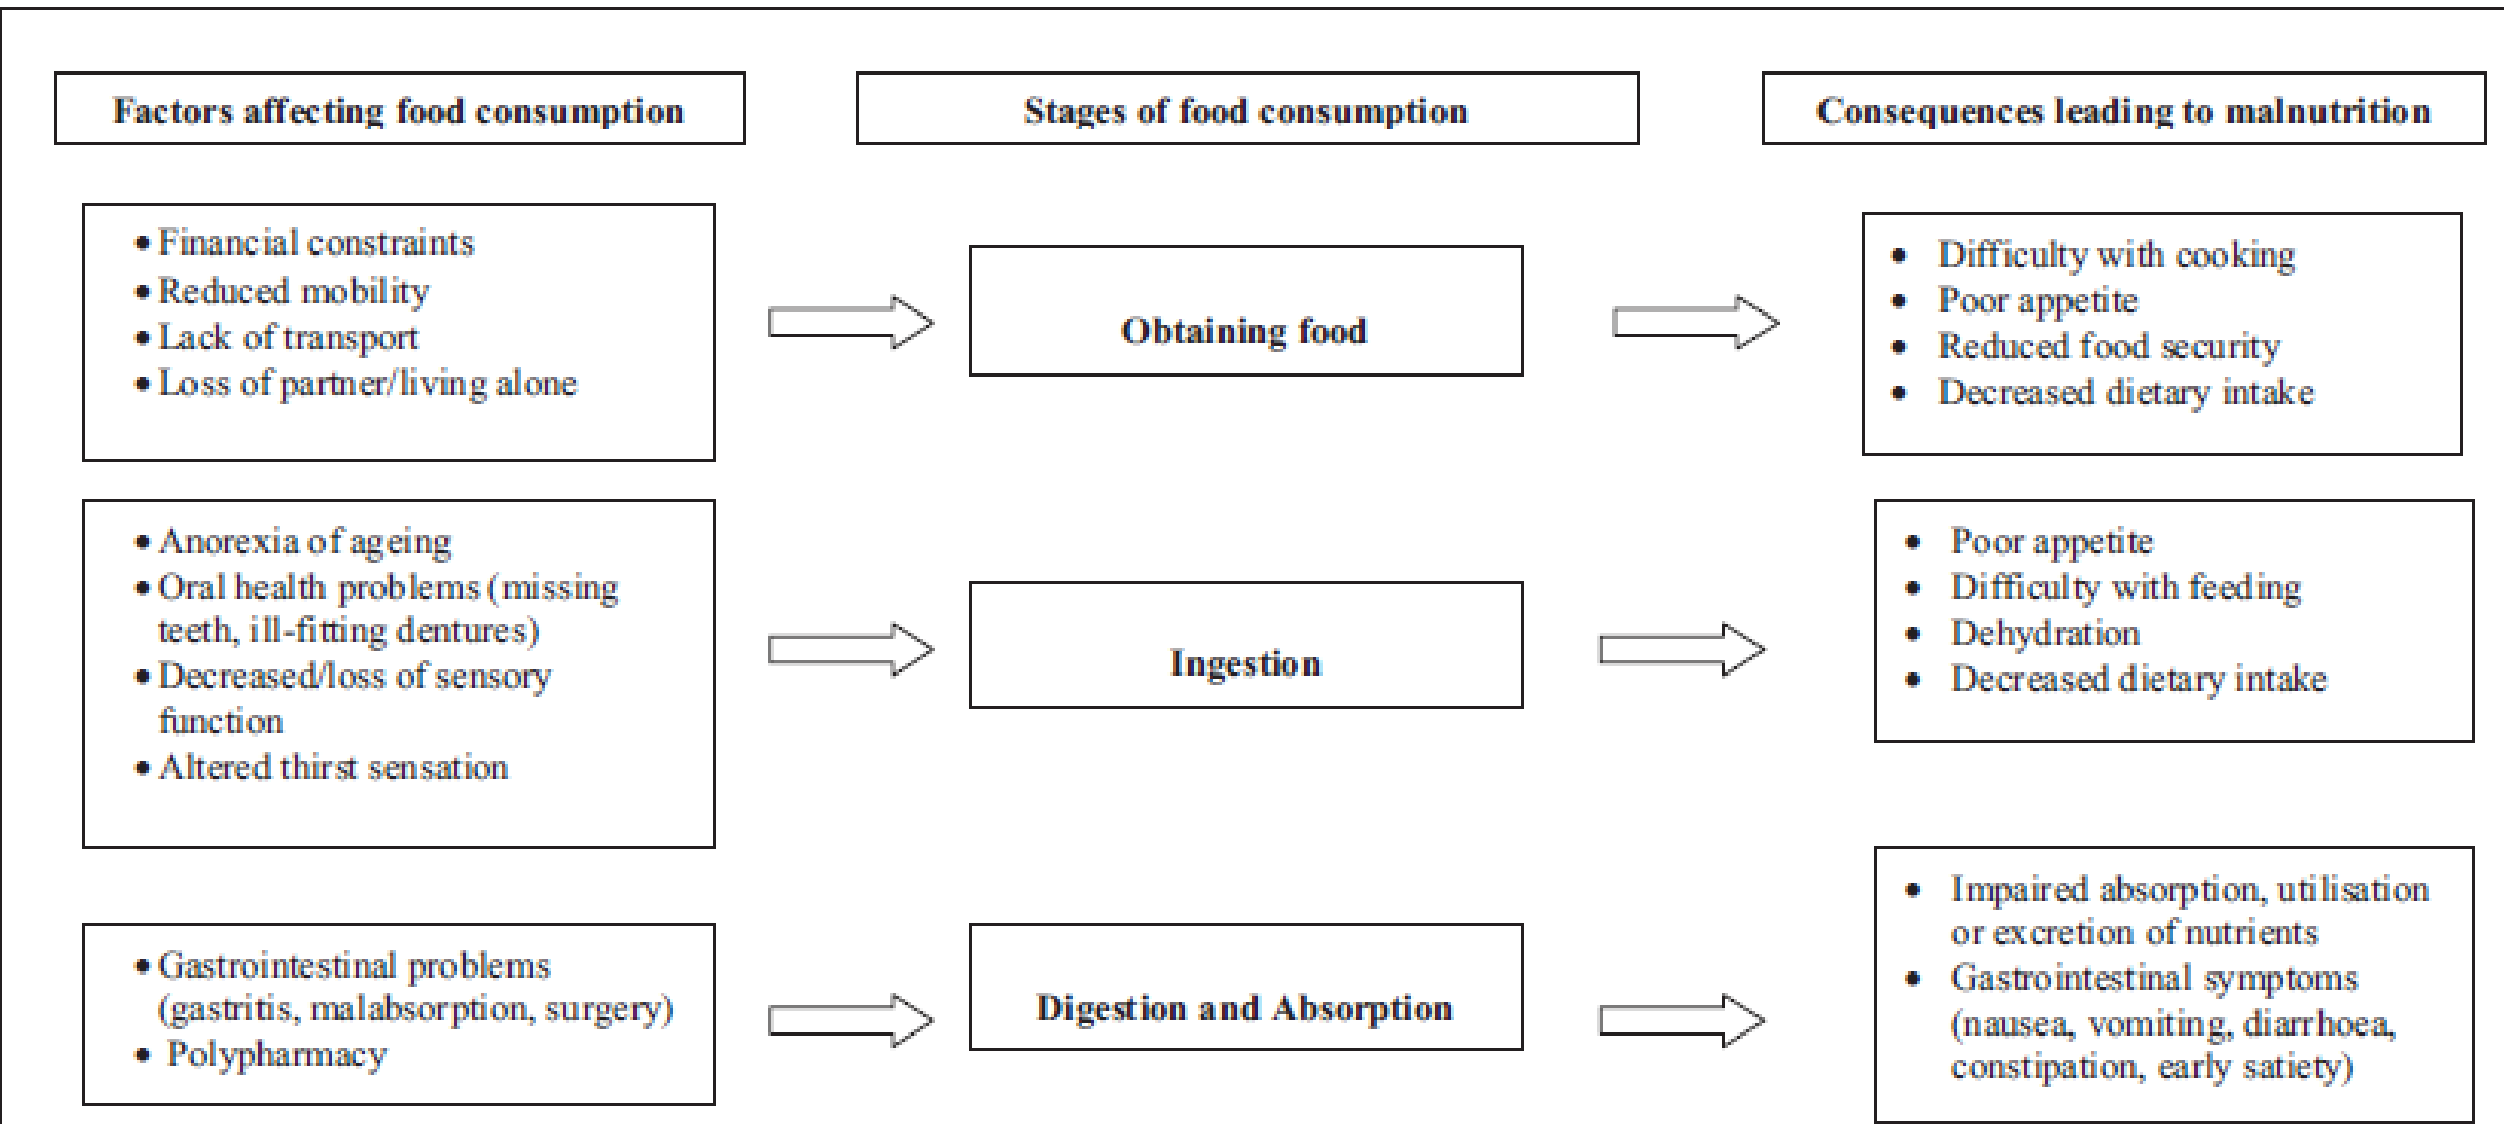 Factors affecting food consumption
Stages of food consumption
Consequences leading to malnutrition
• Financial constraints
• Reduced mobility
• Lack of transport
• Loss of partner/living alone
Obtaining food
• Difficulty with cooking
• Poor appetite
• Reduced food security
• Decreased dietary intake
• Anorexia of ageing
• Oral health problems (missing
teeth, ill-fitting dentures)
• Decreased/loss of sensory
function
• Altered thirst sensation
Ingestion
• Poor appetite
• Difficulty with feeding
• Dehydration
• Decreased dietary intake
• Gastrointestinal problems
(gastritis, malabsorption, surgery)
• Polypharmacy
Digestion and Absorption
• Impaired absorption, utilisation
or excretion of nutrients
• Gastrointestinal symptoms
(nausea, vomiting, diarrhoea,
constipation, early satiety)